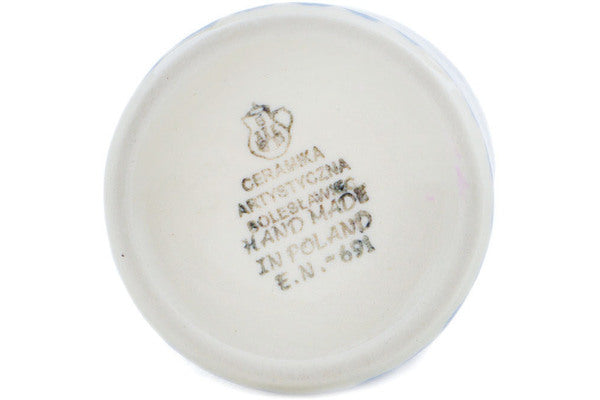 CERAMIKA
ARTYSTYCZNA
BOLESŁAWIEC
HAND MADE
IN POLAND
E.N.-691